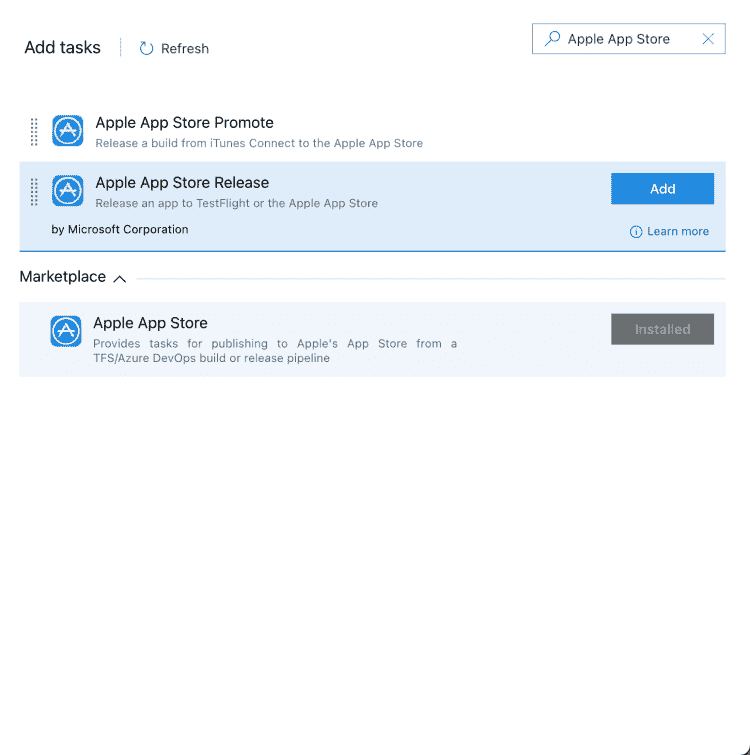 Add tasks
Refresh
Apple App Store
Apple App Store Promote
Release a build from iTunes Connect to the Apple App Store
Apple App Store Release
Add
Release an app to TestFlight or the Apple App Store
by Microsoft Corporation
Learn more
Marketplace
Apple App Store
Installed
Provides tasks for publishing to Apple's App Store from a
TFS/Azure DevOps build or release pipeline